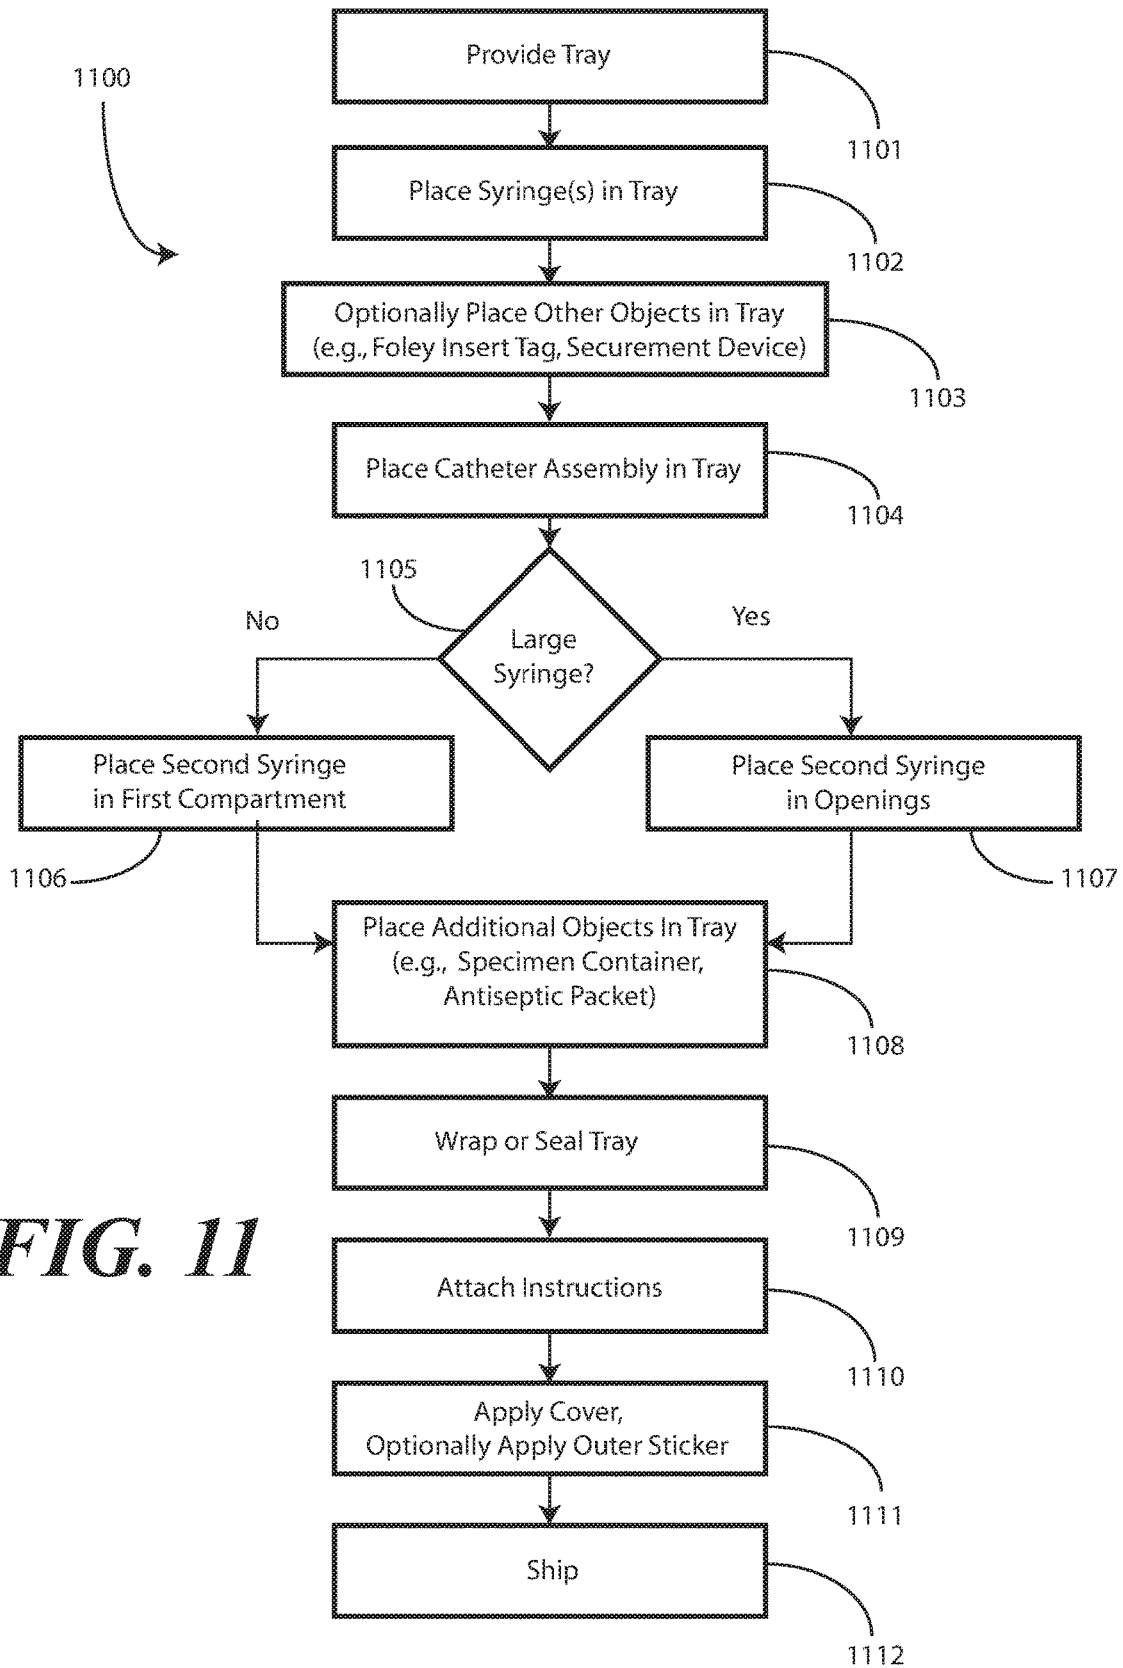 Provide Tray
1100
1101
Place Syringe(s) in Tray
1102
Optionally Place Other Objects in Tray
(e.g., Foley Insert Tag, Securement Device)
1103
Place Catheter Assembly in Tray
1104
1105
No
Yes
Large
Syringe?
Place Second Syringe
in First Compartment
Place Second Syringe
in Openings
1106
1107
Place Additional Objects In Tray
(e.g., Specimen Container,
Antiseptic Packet)
1108
Wrap or Seal Tray
1109
FIG. 11
Attach Instructions
1110
Apply Cover,
Optionally Apply Outer Sticker
1111
Ship
1112